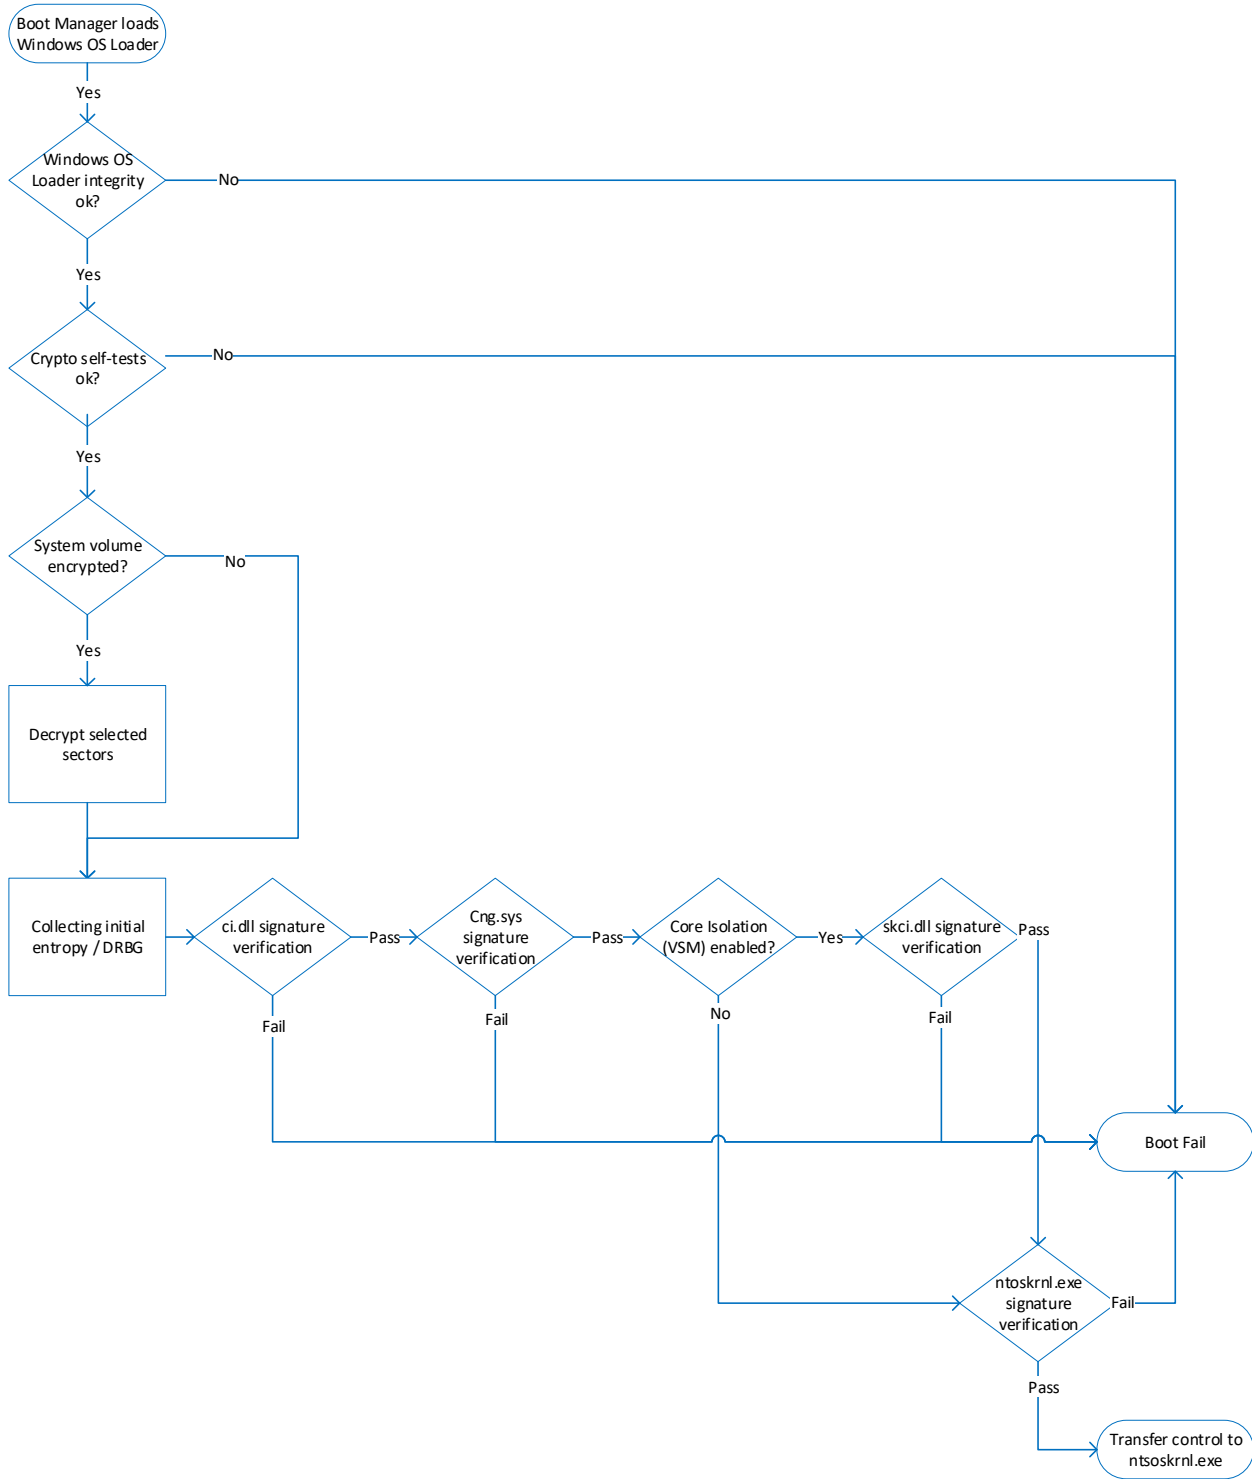 Boot Manager loads
Windows OS Loader
Yes
Windows OS
Loader integrity
ok?
No
Yes
Crypto self-tests
ok?
No
Yes
System volume
encrypted?
No
Yes
Decrypt selected
sectors
Collecting initial
entropy / DRBG
ci.dll signature
verification
Pass
Fail
Cng.sys
signature
verification
Pass
Fail
Core Isolation
(VSM) enabled?
Yes
No
skci.dll signature
verification
Pass
Fail
Boot Fail
ntoskrnl.exe
signature
verification
Fail
Pass
Transfer control to
ntsoskrnl.exe